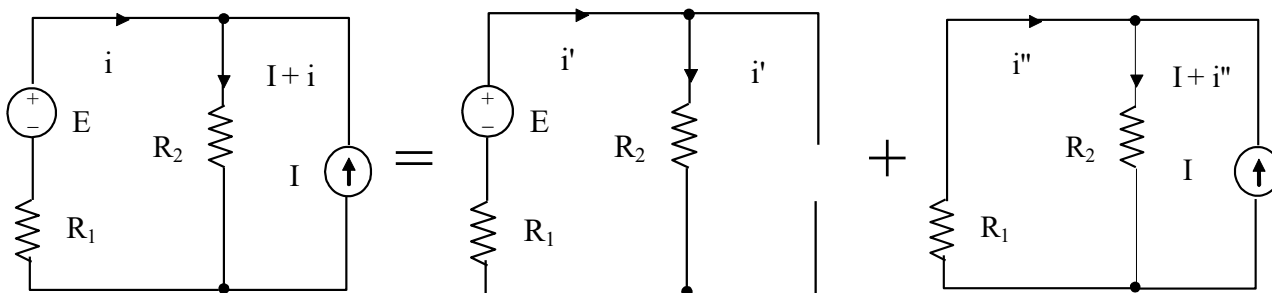 i
I + i
+
−
E
R₂
I
R₁
=
i'
i'
+
−
E
R₂
R₁
+
i"
I + i"
R₂
I
R₁